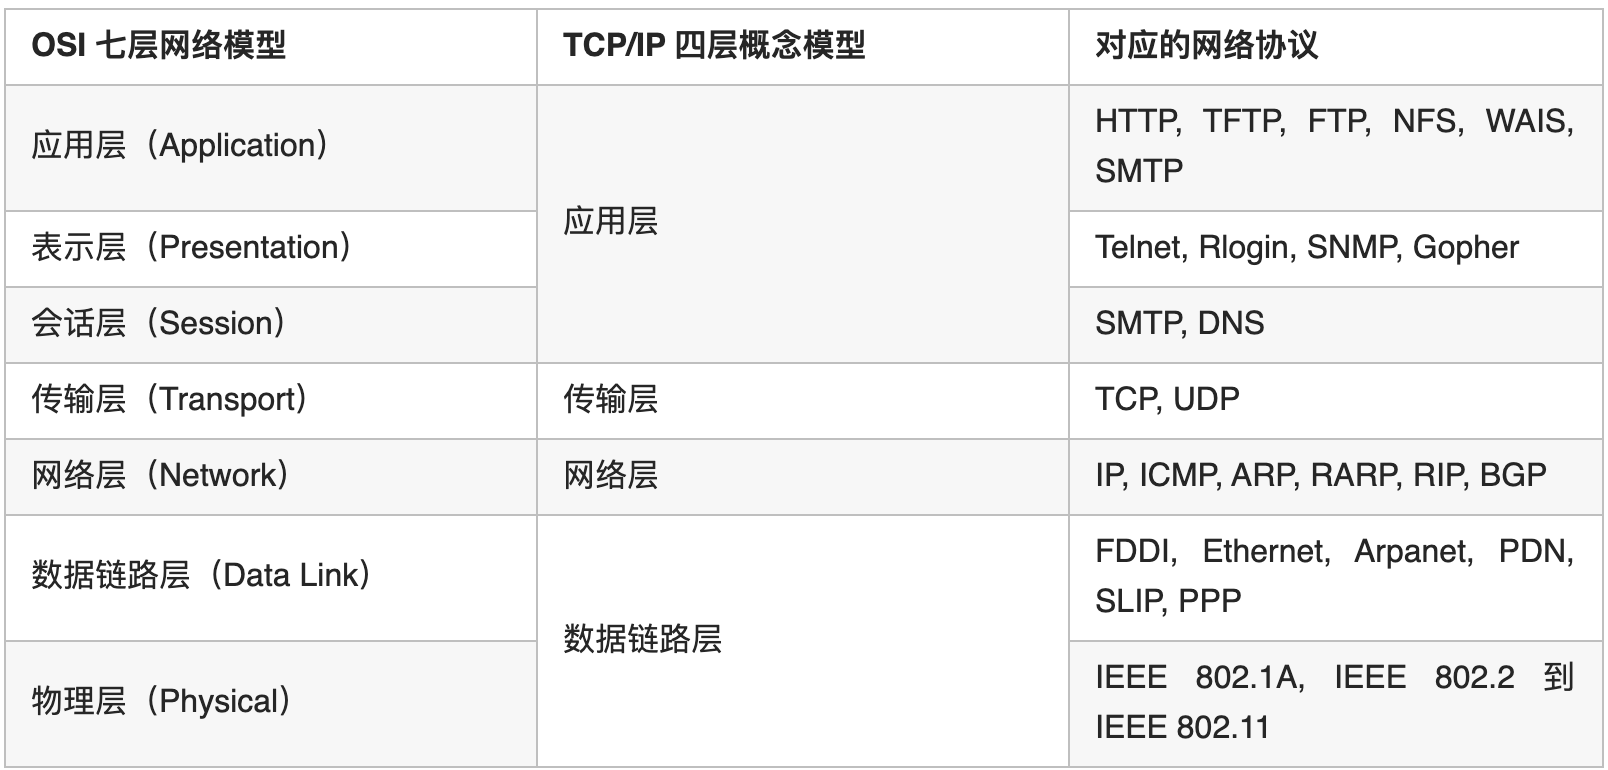 OSI 七层网络模型
TCP/IP 四层概念模型
对应的网络协议
应用层（Application）
应用层
HTTP, TFTP, FTP, NFS, WAIS,
SMTP
表示层（Presentation）
Telnet, Rlogin, SNMP, Gopher
会话层（Session）
SMTP, DNS
传输层（Transport）
传输层
TCP, UDP
网络层（Network）
网络层
IP, ICMP, ARP, RARP, RIP, BGP
数据链路层（Data Link）
数据链路层
FDDI, Ethernet, Arpanet, PDN,
SLIP, PPP
物理层（Physical）
IEEE 802.1A, IEEE 802.2 到
IEEE 802.11